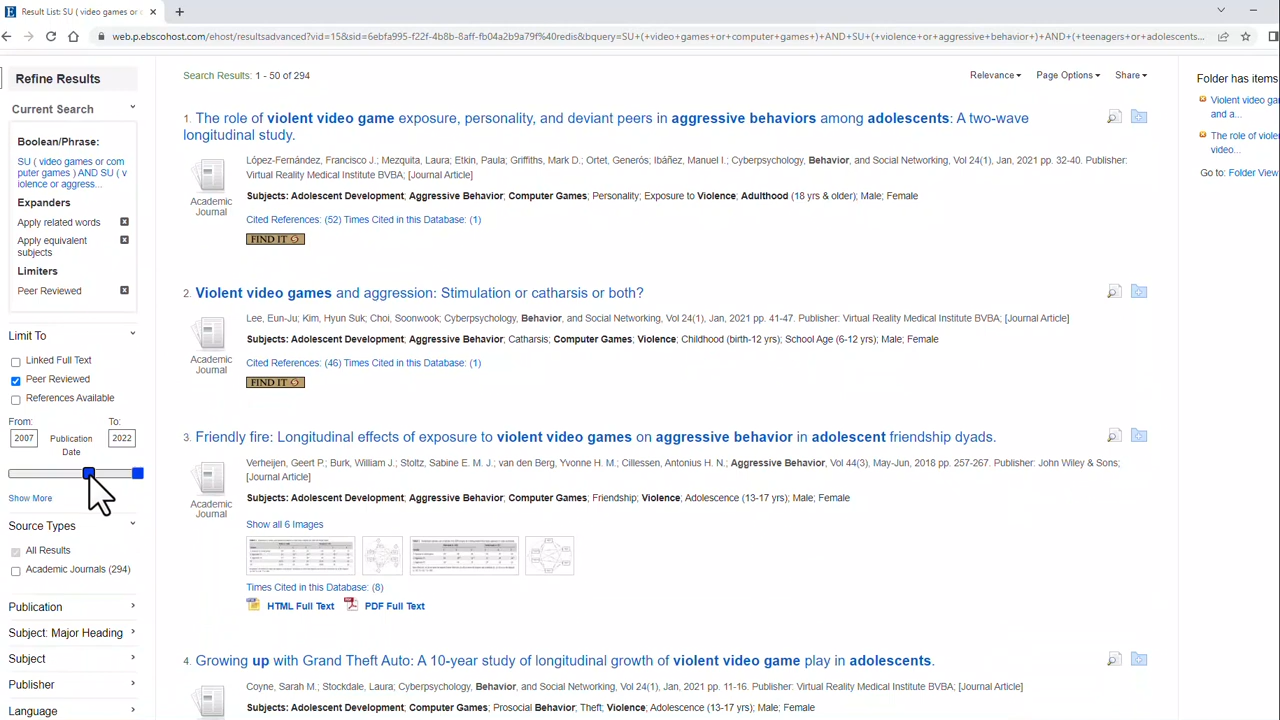 Result List: SU ( video games or c
web.p.ebscohost.com/ehost/resultsadvanced?vid=15&sid=6ebfa995-f22f-4b8b-8aff-fb04a2b9a79f%40redis&bquery=SU+(+video+games+or+computer+games+)+AND+SU+(+violence+or+aggressive+behavior+)+AND+(+teenagers+or+adolescents...
Refine Results
Current Search
Boolean/Phrase:
SU ( video games or com
puter games ) AND SU ( v
iolence or aggress...
Expanders
Apply related words
Apply equivalent
subjects
Limiters
Peer Reviewed
Limit To
Linked Full Text
Peer Reviewed
References Available
From:
To:
2007
Publication
Date
2022
Show More
Source Types
All Results
Academic Journals (294)
Publication
Subject: Major Heading
Subject
Publisher
Language
Search Results: 1 - 50 of 294
Relevance
Page Options
Share
1. The role of violent video game exposure, personality, and deviant peers in aggressive behaviors among adolescents: A two-wave
longitudinal study.
Academic
Journal
López-Fernández, Francisco J.; Mezquita, Laura; Etkin, Paula; Griffiths, Mark D.; Ortet, Generós; Ibáñez, Manuel I.; Cyberpsychology, Behavior, and Social Networking, Vol 24(1), Jan, 2021 pp. 32-40. Publisher:
Virtual Reality Medical Institute BVBA; [Journal Article]
Subjects: Adolescent Development; Aggressive Behavior; Computer Games; Personality; Exposure to Violence; Adulthood (18 yrs & older); Male; Female
Cited References: (52) Times Cited in this Database: (1)
FIND IT
2. Violent video games and aggression: Stimulation or catharsis or both?
Academic
Journal
Lee, Eun-Ju; Kim, Hyun Suk; Choi, Soonwook; Cyberpsychology, Behavior, and Social Networking, Vol 24(1), Jan, 2021 pp. 41-47. Publisher: Virtual Reality Medical Institute BVBA; [Journal Article]
Subjects: Adolescent Development; Aggressive Behavior; Catharsis; Computer Games; Violence; Childhood (birth-12 yrs); School Age (6-12 yrs); Male; Female
Cited References: (46) Times Cited in this Database: (1)
FIND IT
3. Friendly fire: Longitudinal effects of exposure to violent video games on aggressive behavior in adolescent friendship dyads.
Academic
Journal
Verheijen, Geert P.; Burk, William J.; Stoltz, Sabine E. M. J.; van den Berg, Yvonne H. M.; Cillessen, Antonius H. N.; Aggressive Behavior, Vol 44(3), May-Jun, 2018 pp. 257-267. Publisher: John Wiley & Sons;
[Journal Article]
Subjects: Adolescent Development; Aggressive Behavior; Computer Games; Friendship; Violence; Adolescence (13-17 yrs); Male; Female
Show all 6 Images
Times Cited in this Database: (8)
HTML Full Text PDF Full Text
4. Growing up with Grand Theft Auto: A 10-year study of longitudinal growth of violent video game play in adolescents.
Coyne, Sarah M.; Stockdale, Laura; Cyberpsychology, Behavior, and Social Networking, Vol 24(1), Jan, 2021 pp. 11-16. Publisher: Virtual Reality Medical Institute BVBA; [Journal Article]
Subjects: Adolescent Development; Computer Games; Prosocial Behavior; Theft; Violence; Adolescence (13-17 yrs); Male; Female
Folder has items
Violent video ga
and a...
The role of viole
video...
Go to: Folder View